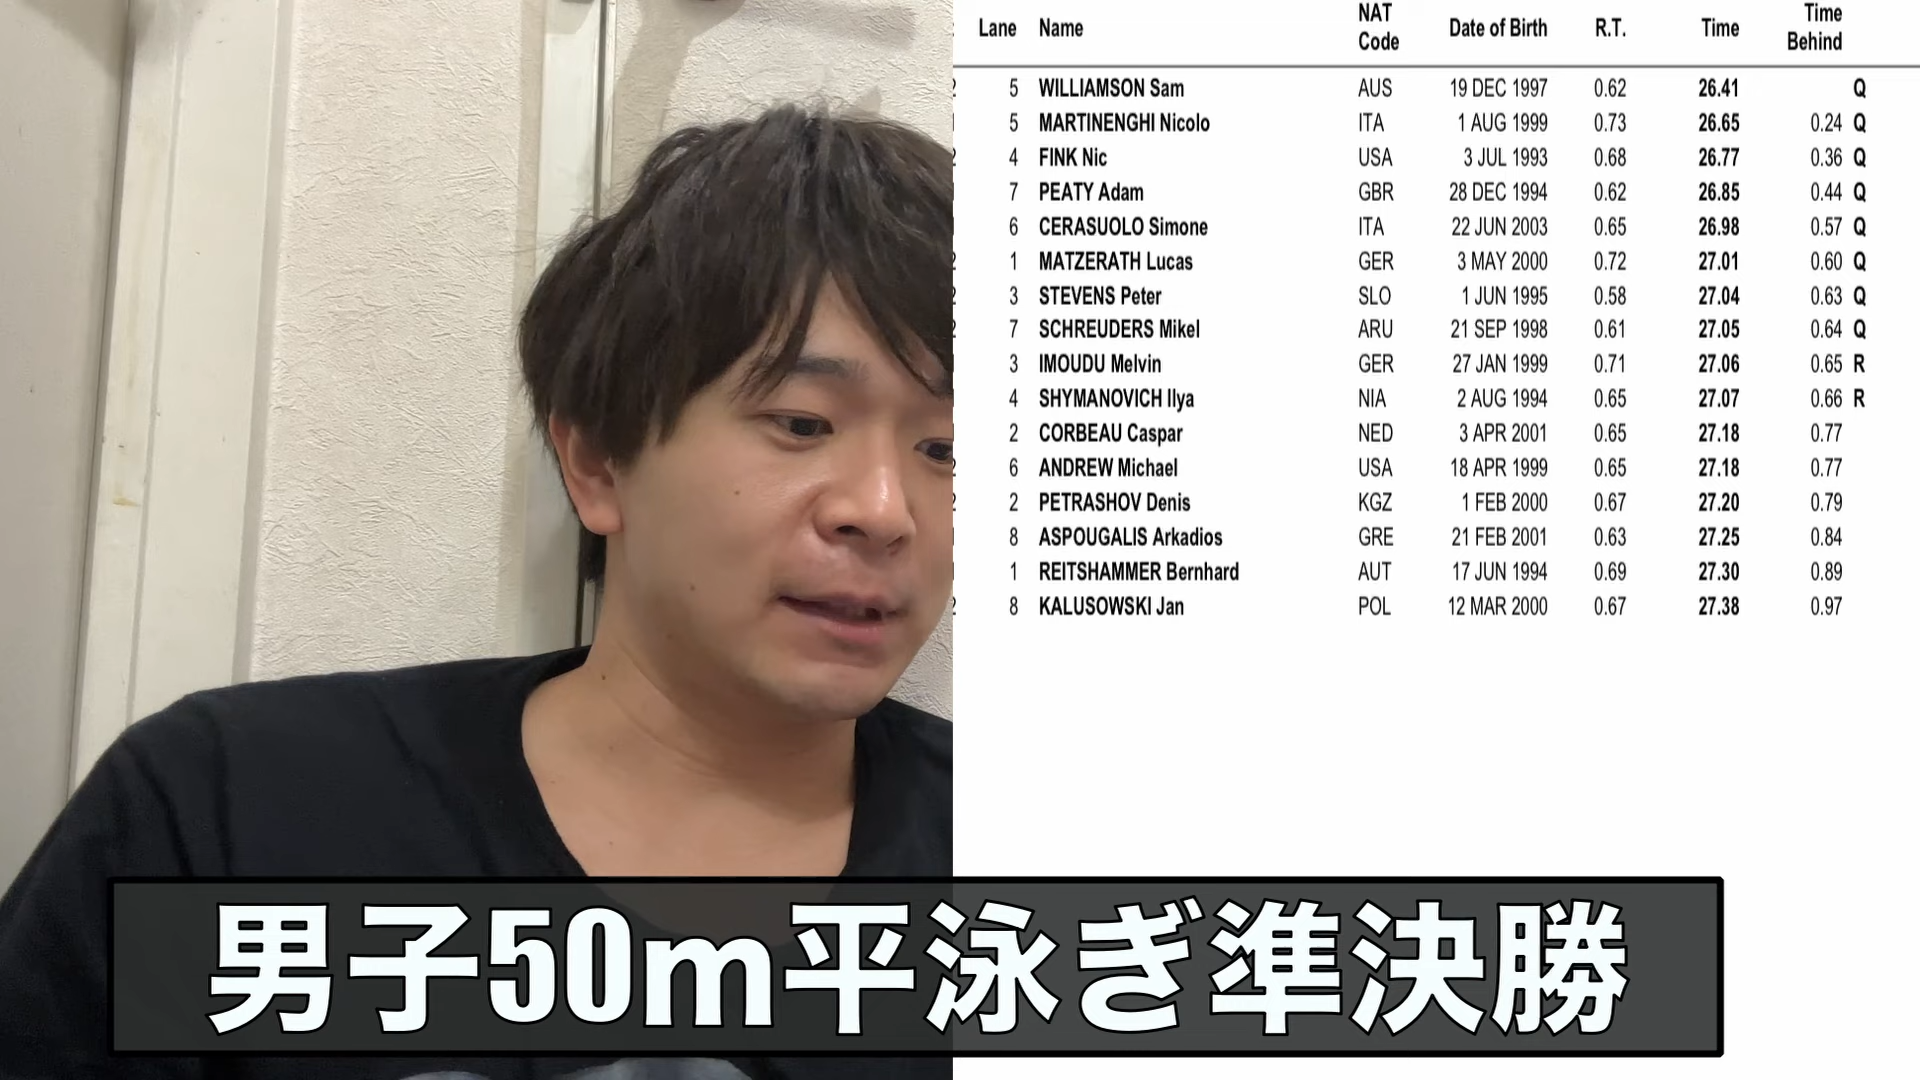 Lane Name NAT Code Date of Birth R.T. Time Time Behind
5 WILLIAMSON Sam AUS 19 DEC 1997 0.62 26.41 Q
5 MARTINENGHI Nicolo ITA 1 AUG 1999 0.73 26.65 0.24 Q
4 FINK Nic USA 3 JUL 1993 0.68 26.77 0.36 Q
7 PEATY Adam GBR 28 DEC 1994 0.62 26.85 0.44 Q
6 CERASUOLO Simone ITA 22 JUN 2003 0.65 26.98 0.57 Q
1 MATZERATH Lucas GER 3 MAY 2000 0.72 27.01 0.60 Q
3 STEVENS Peter SLO 1 JUN 1995 0.58 27.04 0.63 Q
7 SCHREUDERS Mikel ARU 21 SEP 1998 0.61 27.05 0.64 Q
3 IMOUDU Melvin GER 27 JAN 1999 0.71 27.06 0.65 R
4 SHYMANOVICH Ilya NIA 2 AUG 1994 0.65 27.07 0.66 R
2 CORBEAU Caspar NED 3 APR 2001 0.65 27.18 0.77
6 ANDREW Michael USA 18 APR 1999 0.65 27.18 0.77
2 PETRASHOV Denis KGZ 1 FEB 2000 0.67 27.20 0.79
8 ASPOUGALIS Arkadios GRE 21 FEB 2001 0.63 27.25 0.84
1 REITSHAMMER Bernhard AUT 17 JUN 1994 0.69 27.30 0.89
8 KALUSOWSKI Jan POL 12 MAR 2000 0.67 27.38 0.97
男子50m平泳ぎ準決勝